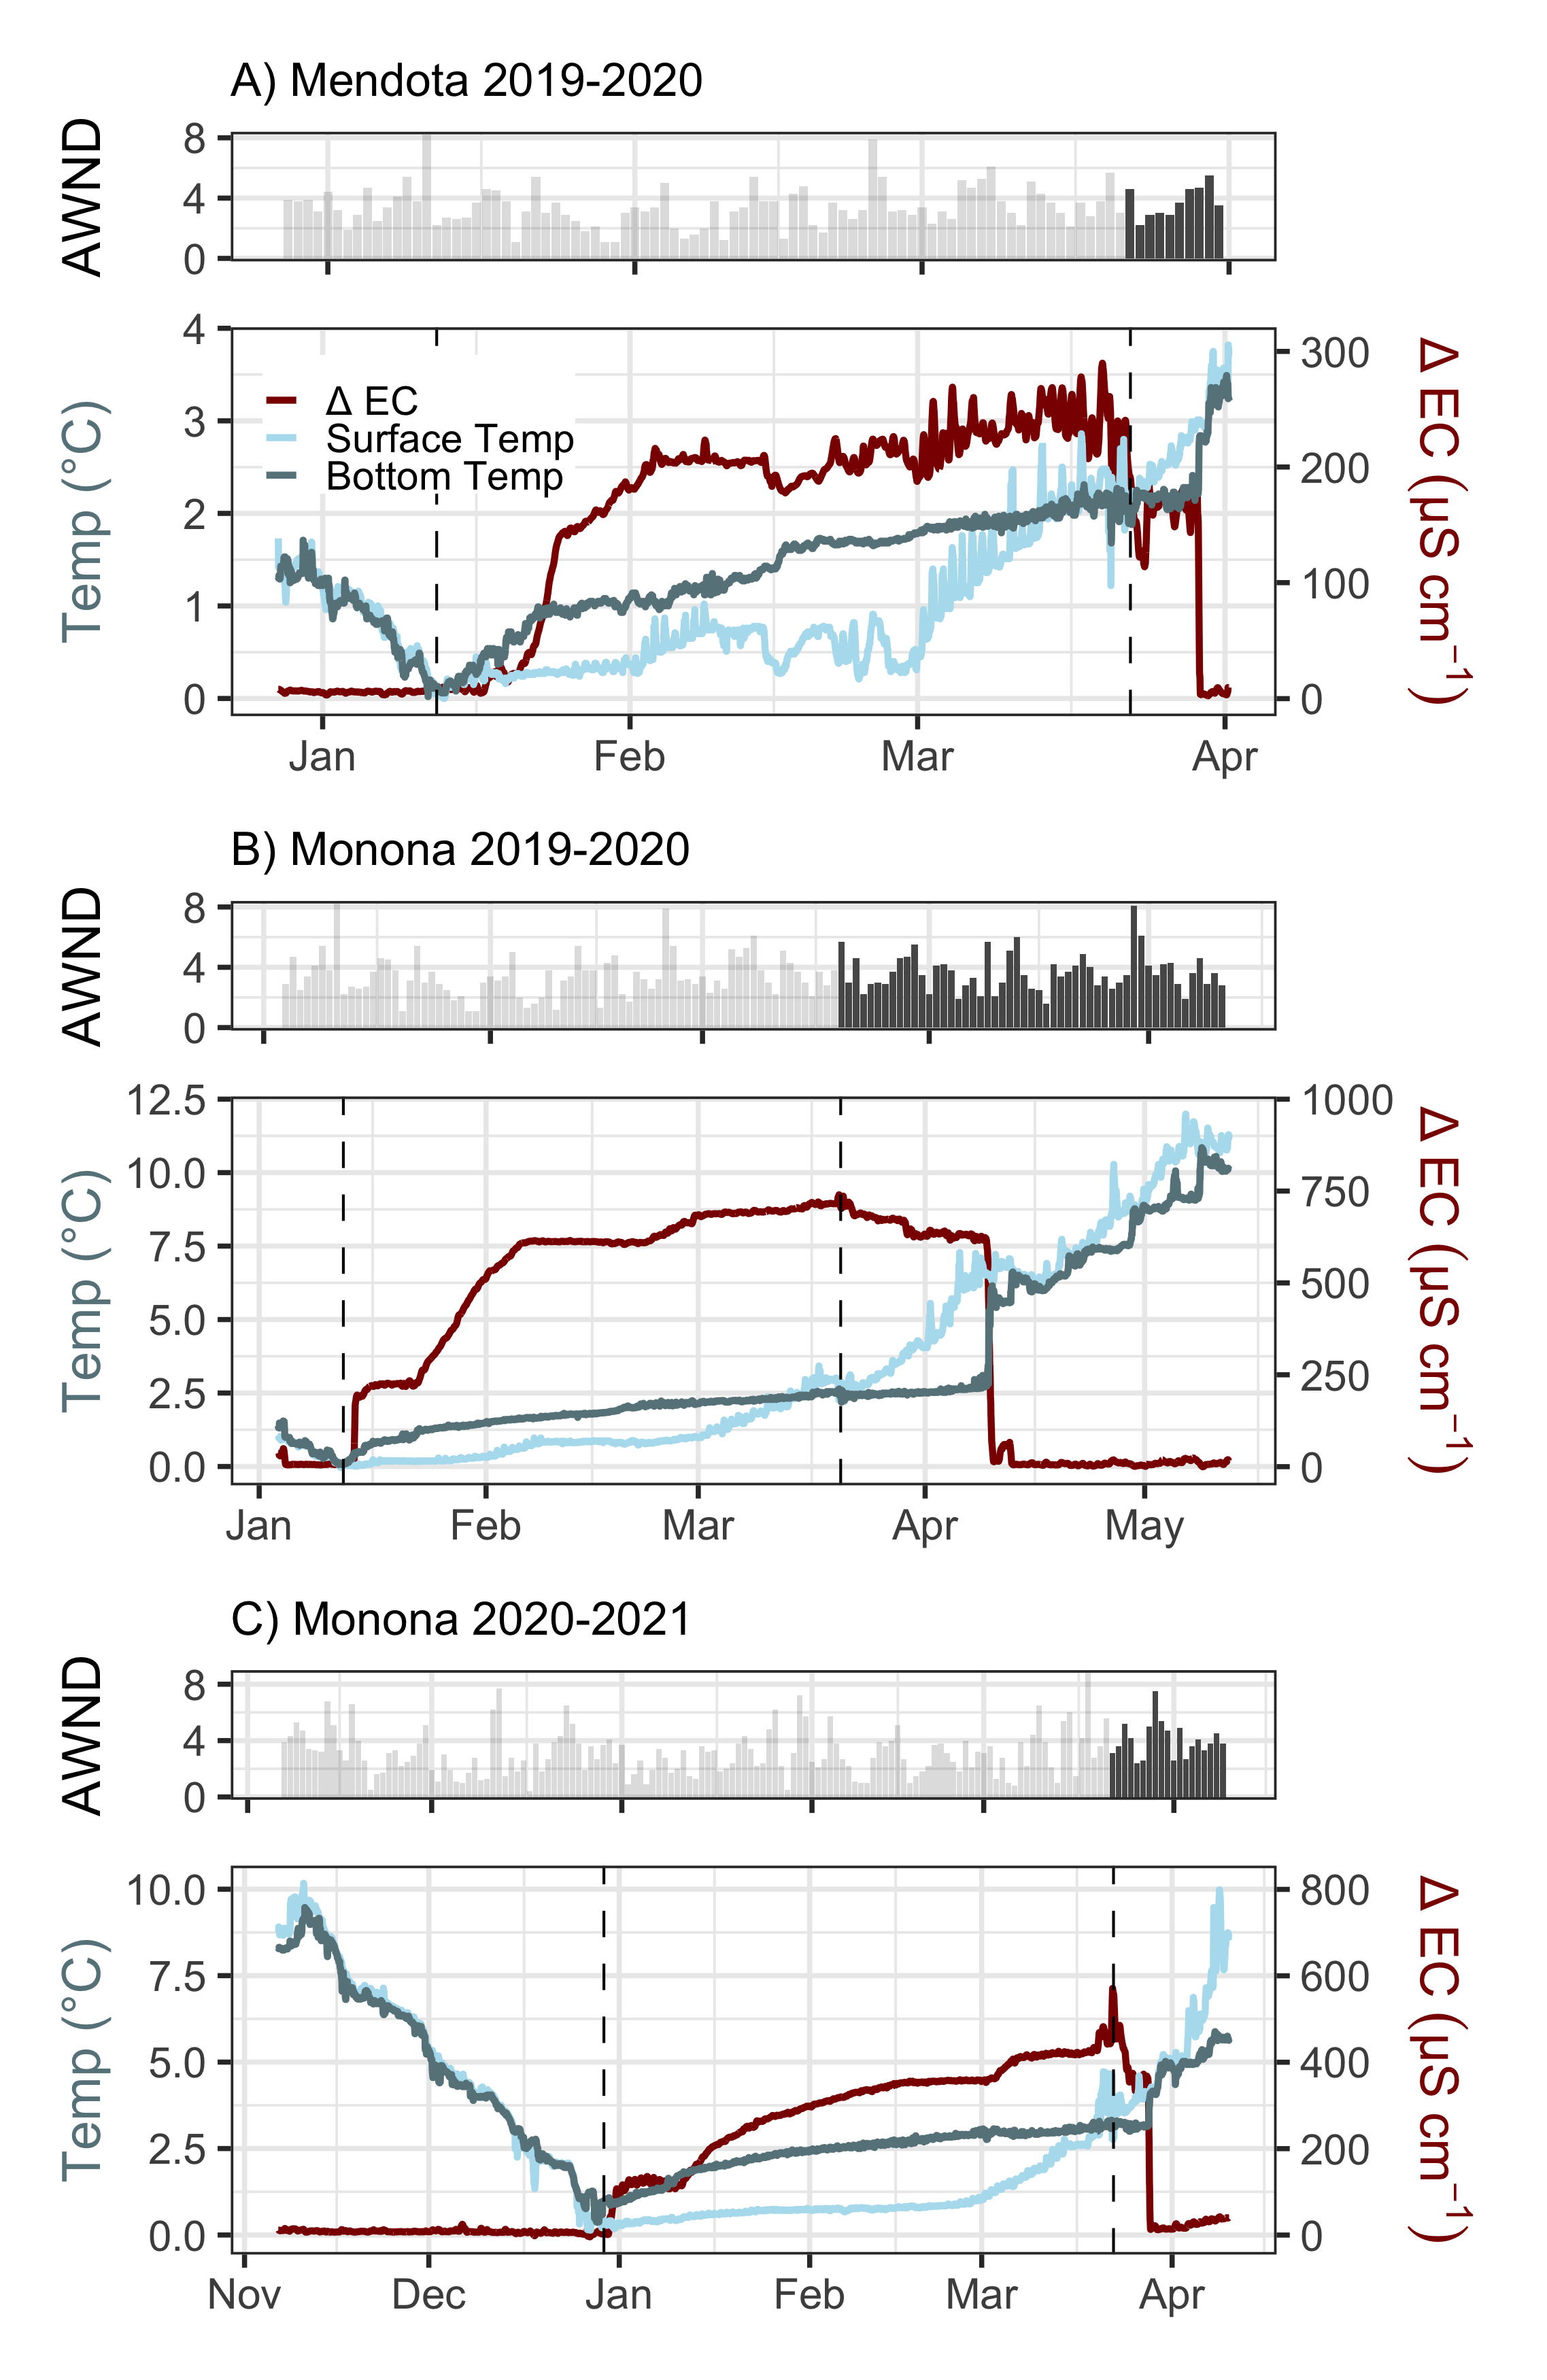 A) Mendota 2019-2020
AWND
8
4
0
Temp (°C)
4
3
2
1
0
Δ EC
Surface Temp
Bottom Temp
300
200
100
0
Δ EC (µS cm⁻¹)
Jan Feb Mar Apr
B) Monona 2019-2020
AWND
8
4
0
Temp (°C)
12.5
10.0
7.5
5.0
2.5
0.0
1000
750
500
250
0
Δ EC (µS cm⁻¹)
Jan Feb Mar Apr May
C) Monona 2020-2021
AWND
8
4
0
Temp (°C)
10.0
7.5
5.0
2.5
0.0
800
600
400
200
0
Δ EC (µS cm⁻¹)
Nov Dec Jan Feb Mar Apr